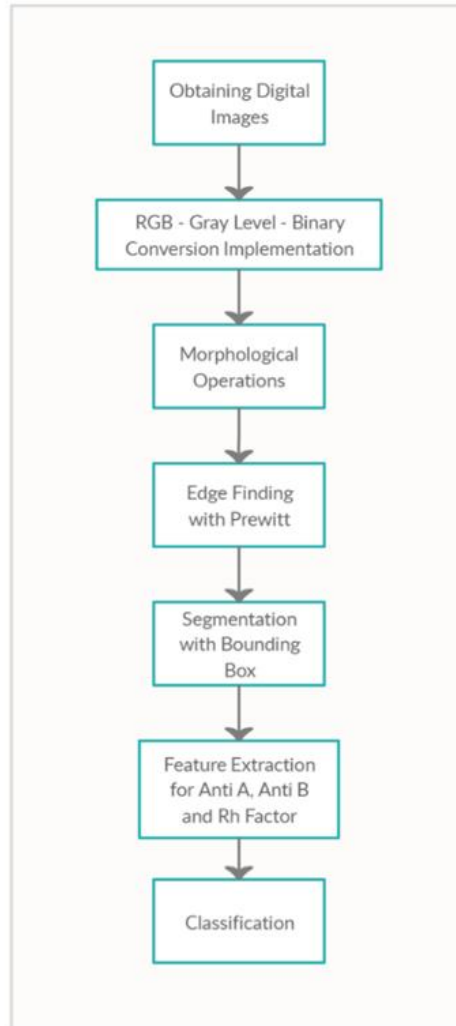 Obtaining Digital
Images
RGB - Gray Level - Binary
Conversion Implementation
Morphological
Operations
Edge Finding
with Prewitt
Segmentation
with Bounding
Box
Feature Extraction
for Anti A, Anti B
and Rh Factor
Classification